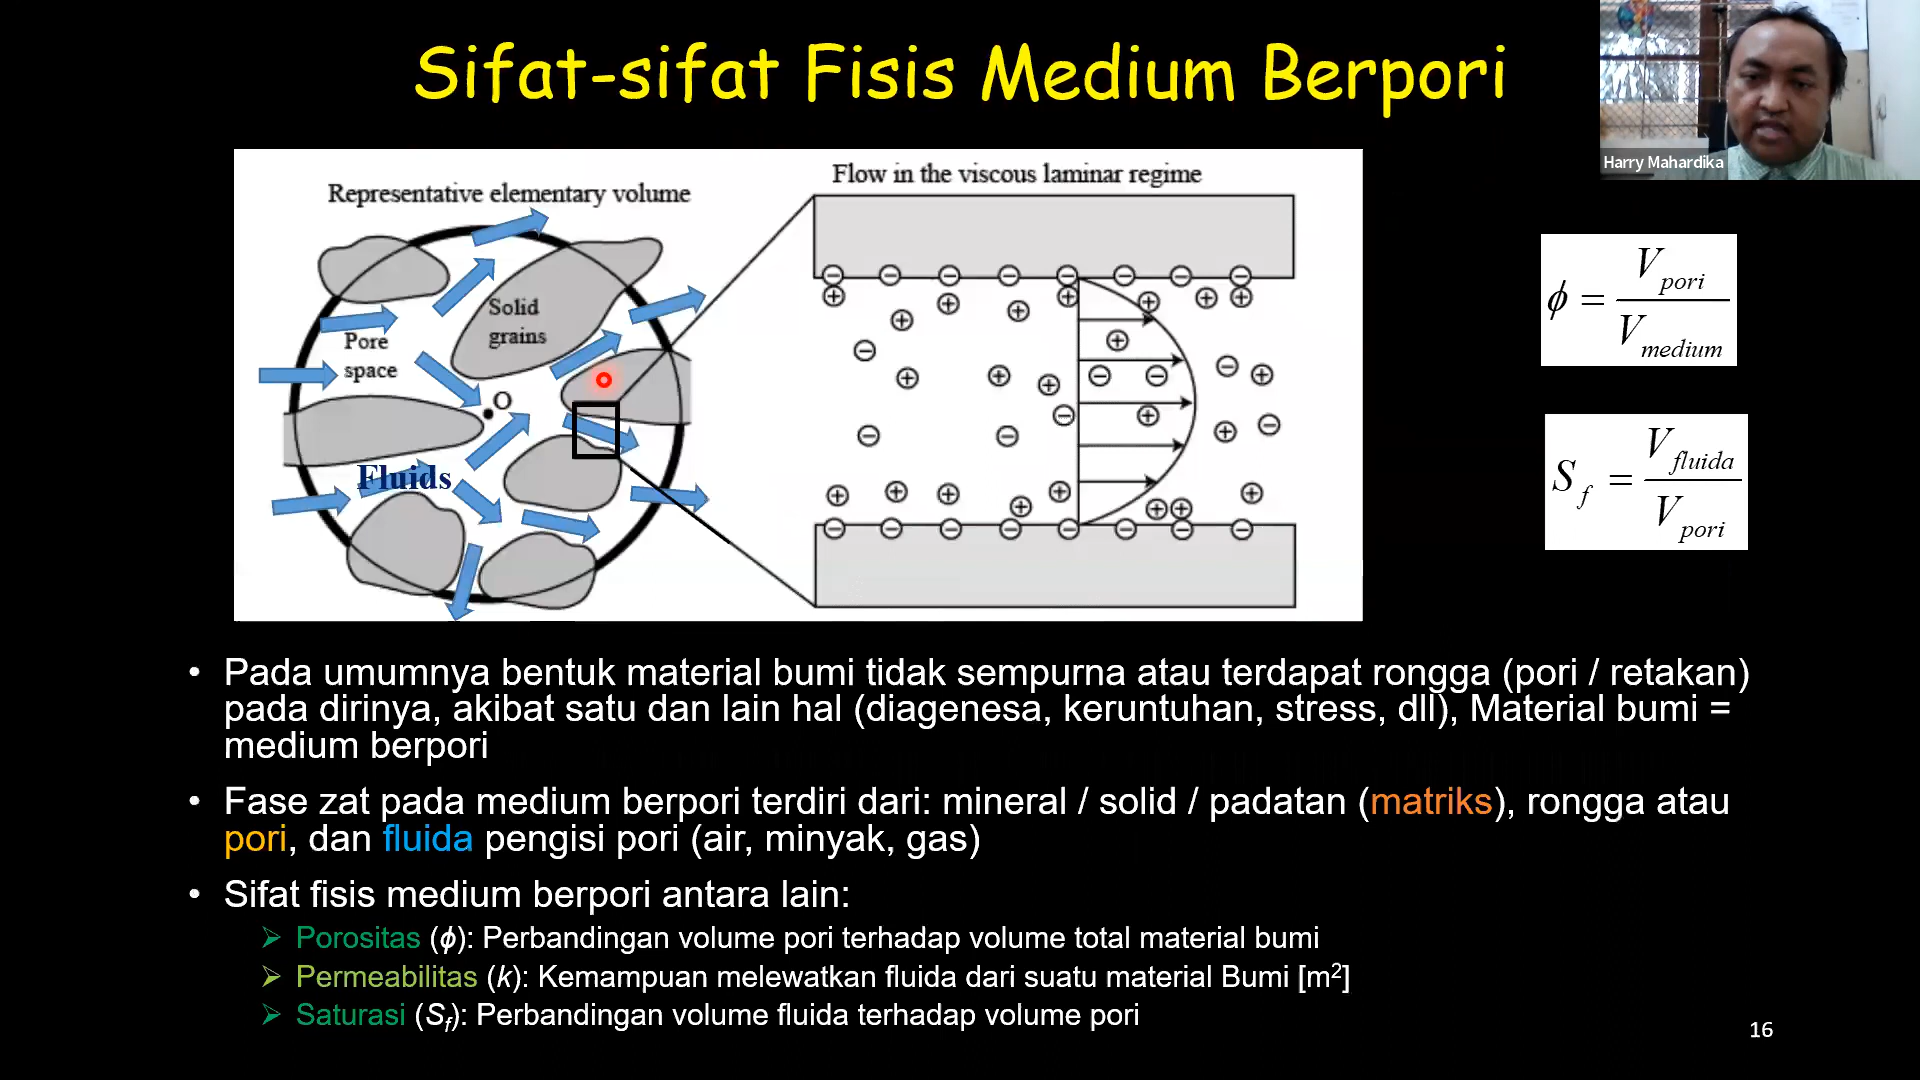 Sifat-sifat Fisis Medium Berpori
Harry Mahardika
Representative elementary volume
Flow in the viscous laminar regime
Solid
grains
Pore
space
O
Fluids
ϕ = V_pori / V_medium
S_f = V_fluida / V_pori
• Pada umumnya bentuk material bumi tidak sempurna atau terdapat rongga (pori / retakan)
pada dirinya, akibat satu dan lain hal (diagenesa, keruntuhan, stress, dll), Material bumi =
medium berpori
• Fase zat pada medium berpori terdiri dari: mineral / solid / padatan (matriks), rongga atau
pori, dan fluida pengisi pori (air, minyak, gas)
• Sifat fisis medium berpori antara lain:
➢ Porositas (ϕ): Perbandingan volume pori terhadap volume total material bumi
➢ Permeabilitas (k): Kemampuan melewatkan fluida dari suatu material Bumi [m²]
➢ Saturasi (S_f): Perbandingan volume fluida terhadap volume pori
16